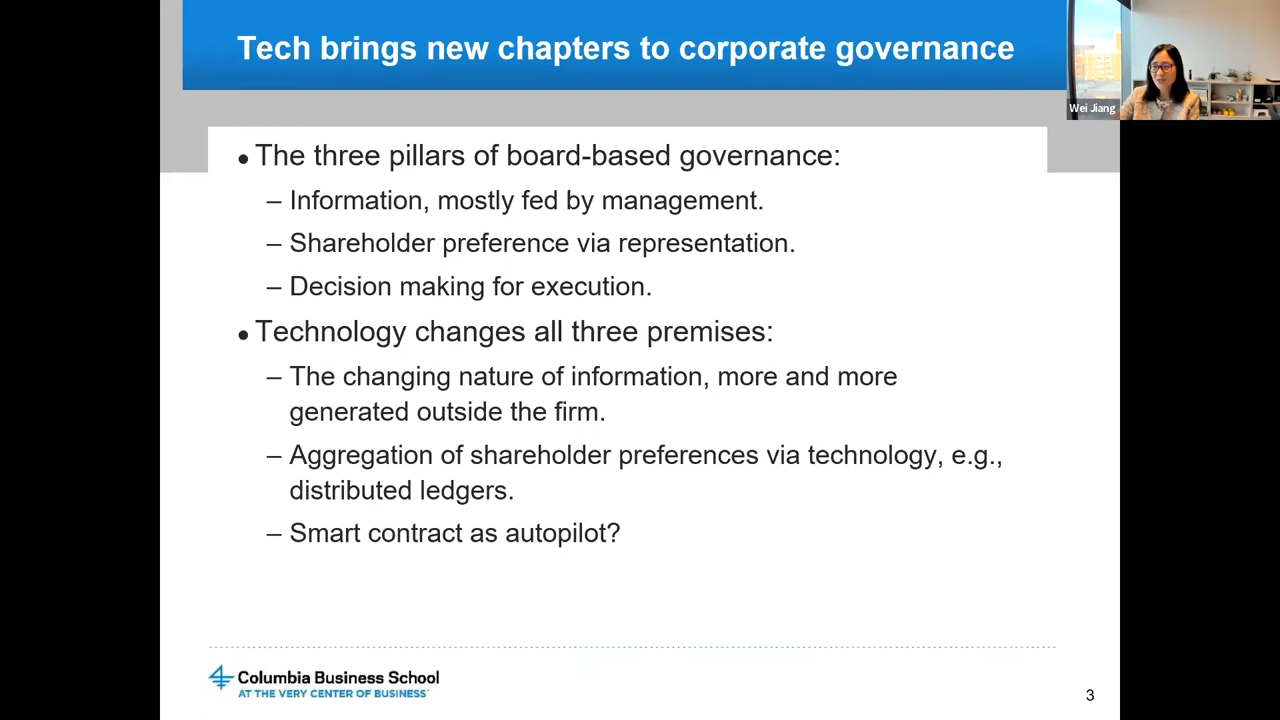 Tech brings new chapters to corporate governance
Wei Jiang
• The three pillars of board-based governance:
– Information, mostly fed by management.
– Shareholder preference via representation.
– Decision making for execution.
• Technology changes all three premises:
– The changing nature of information, more and more
generated outside the firm.
– Aggregation of shareholder preferences via technology, e.g.,
distributed ledgers.
– Smart contract as autopilot?
Columbia Business School
AT THE VERY CENTER OF BUSINESS™
3